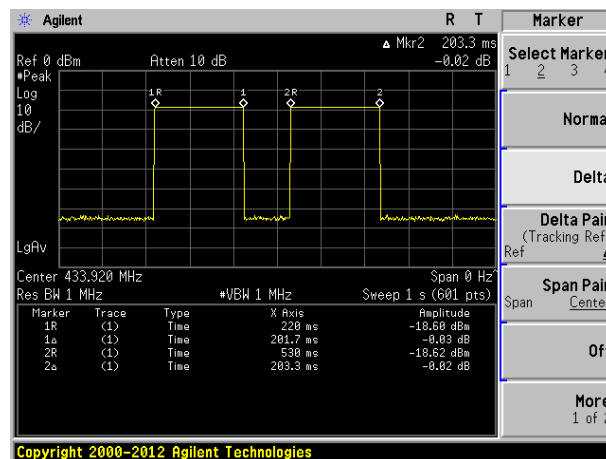 Agilent R T
Marker
Δ Mkr2 203.3 ms
Ref 0 dBm Atten 10 dB -0.02 dB
#Peak
Log
10
dB/
1R 1 2R 2
LgAv
Center 433.920 MHz Span 0 Hz
Res BW 1 MHz #VBW 1 MHz Sweep 1 s (601 pts)
Marker Trace Type X Axis Amplitude
1R (1) Time 220 ms -18.60 dBm
1Δ (1) Time 201.7 ms -0.03 dB
2R (1) Time 530 ms -18.62 dBm
2Δ (1) Time 203.3 ms -0.02 dB
Select Marker
1 2 3
Norma
Delta
Delta Pair
(Tracking Ref
Ref
Span Pair
Span Cente
Of
More
1 of
Copyright 2000-2012 Agilent Technologies